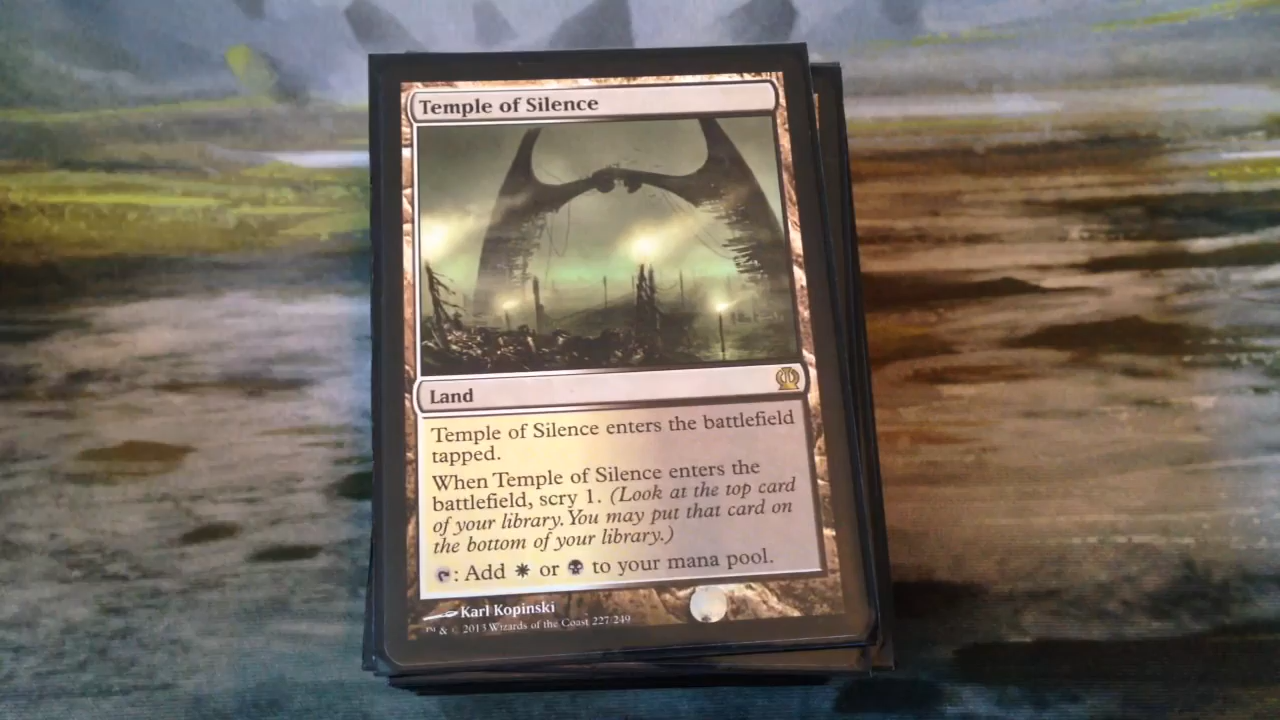 Temple of Silence
Land
Temple of Silence enters the battlefield
tapped.
When Temple of Silence enters the
battlefield, scry 1. (Look at the top card
of your library. You may put that card on
the bottom of your library.)
: Add or to your mana pool.
Karl Kopinski
™ & © 2013 Wizards of the Coast 227/249